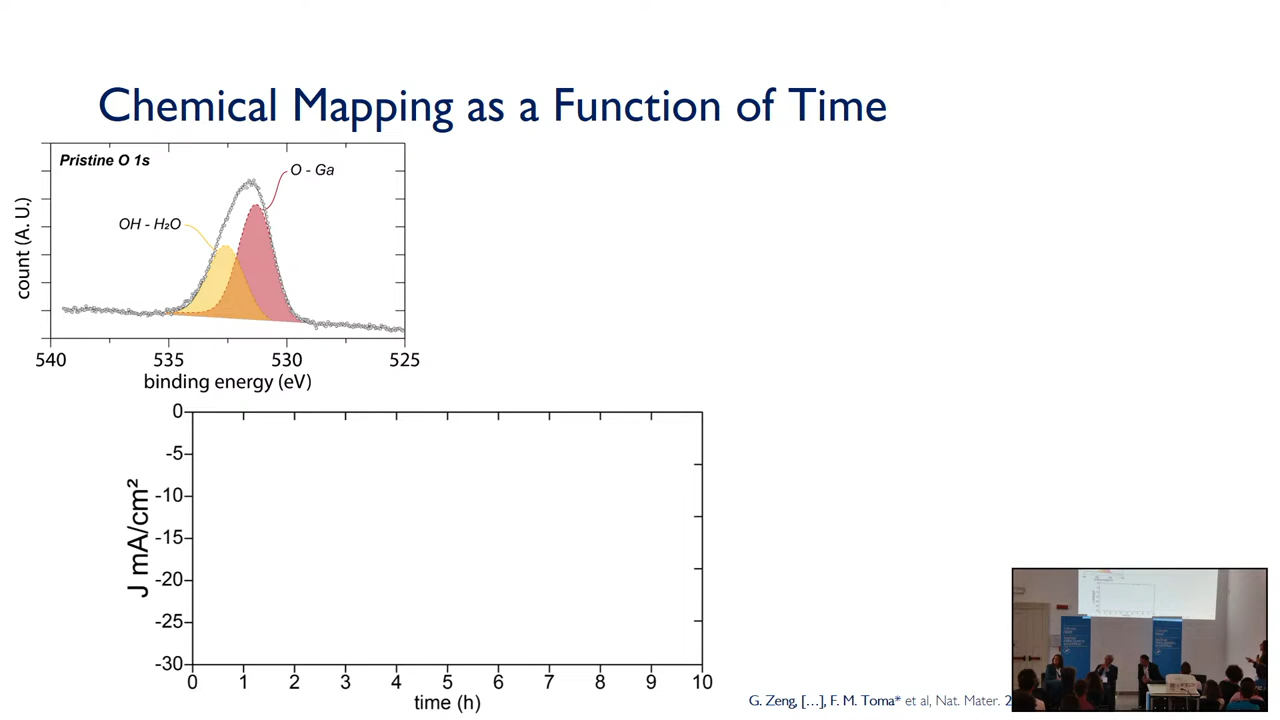 Chemical Mapping as a Function of Time
Pristine O 1s
O - Ga
OH - H₂O
count (A. U.)
540 535 530 525
binding energy (eV)
0
-5
-10
-15
-20
-25
-30
J mA/cm²
0 1 2 3 4 5 6 7 8 9 10
time (h)
G. Zeng, [...], F. M. Toma* et al, Nat. Mater.